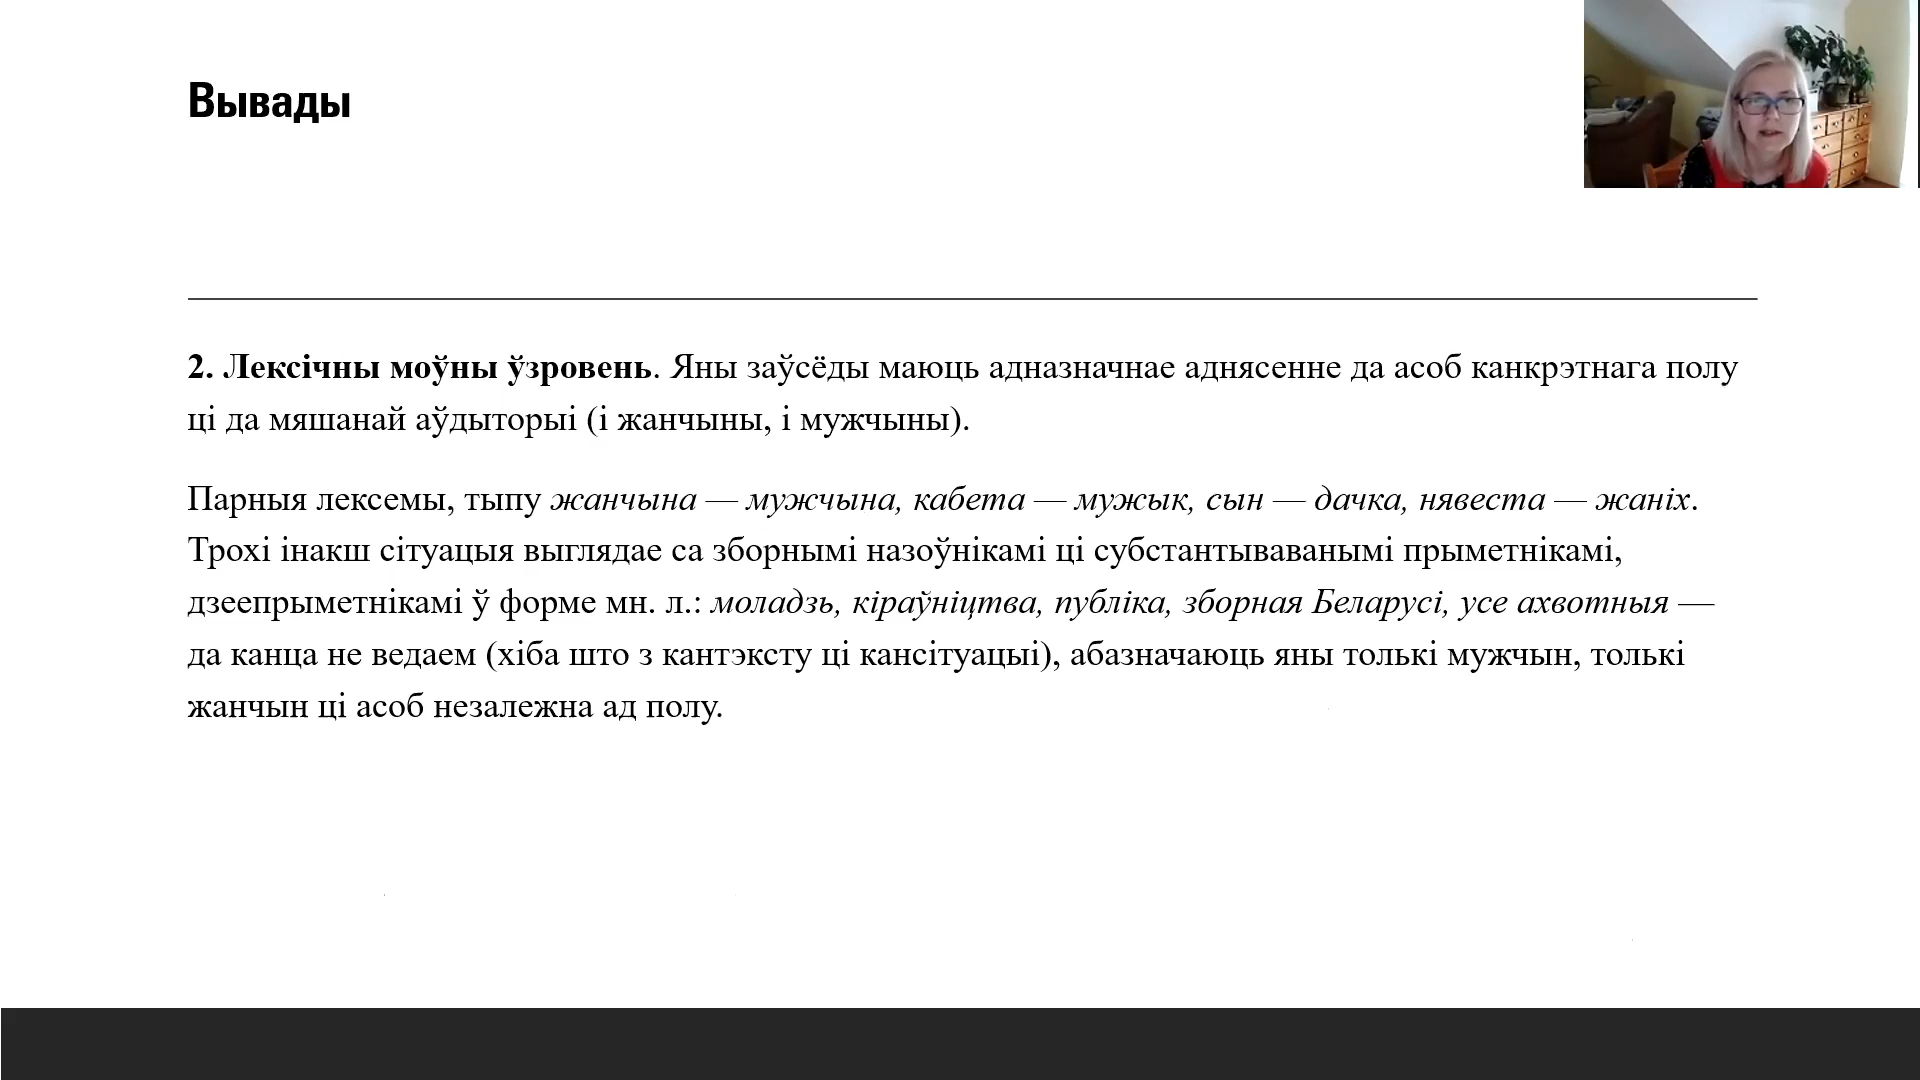 Вывады
2. Лексічны моўны ўзровень. Яны заўсёды маюць адназначнае аднясенне да асоб канкрэтнага полу
ці да мяшанай аўдыторыі (і жанчыны, і мужчыны).
Парныя лексемы, тыпу жанчына — мужчына, кабета — мужык, сын — дачка, нявеста — жаніх.
Трохі інакш сітуацыя выглядае са зборнымі назоўнікамі ці субстантываванымі прыметнікамі,
дзеепрыметнікамі ў форме мн. л.: моладзь, кіраўніцтва, публіка, зборная Беларусі, усе ахвотныя —
да канца не ведаем (хіба што з кантэксту ці кансітуацыі), абазначаюць яны толькі мужчын, толькі
жанчын ці асоб незалежна ад полу.